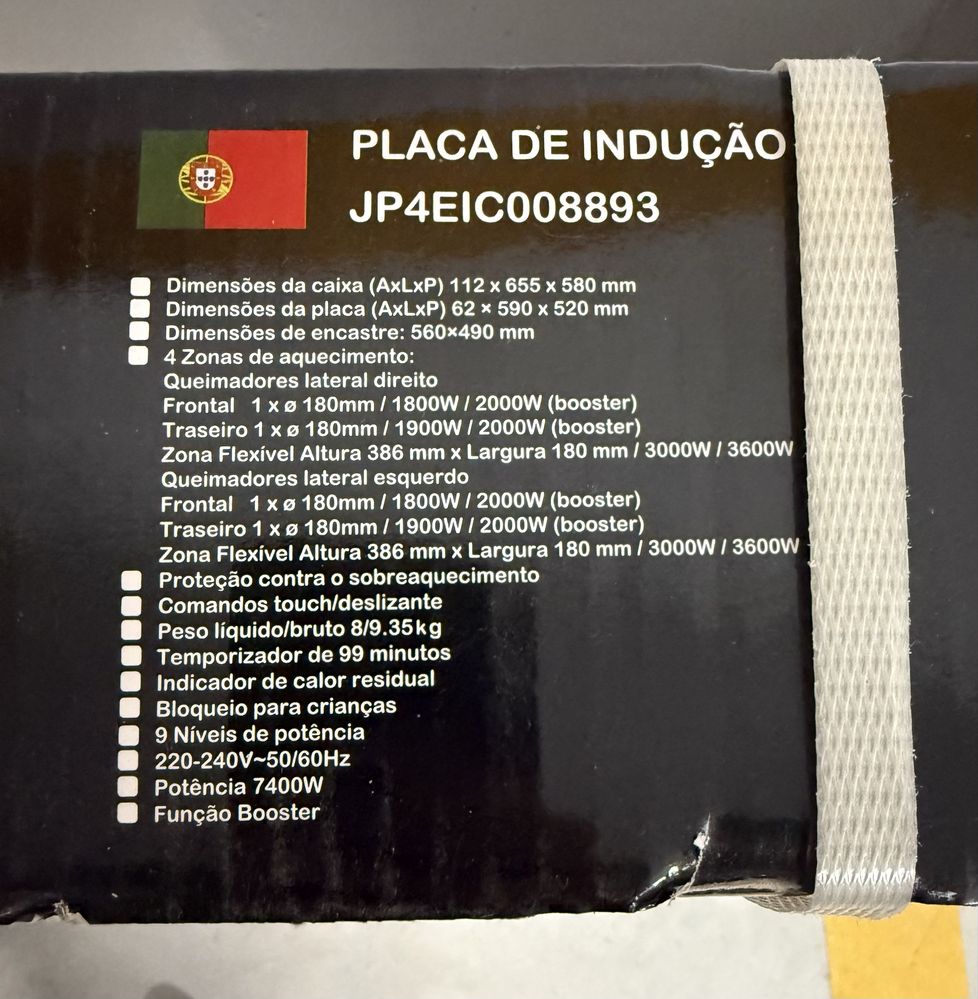 PLACA DE INDUÇÃO
JP4EIC008893
Dimensões da caixa (AxLxP) 112 x 655 x 580 mm
Dimensões da placa (AxLxP) 62 × 590 x 520 mm
Dimensões de encastre: 560×490 mm
4 Zonas de aquecimento:
Queimadores lateral direito
Frontal 1 x ø 180mm / 1800W / 2000W (booster)
Traseiro 1 x ø 180mm / 1900W / 2000W (booster)
Zona Flexível Altura 386 mm x Largura 180 mm / 3000W / 3600W
Queimadores lateral esquerdo
Frontal 1 x ø 180mm / 1800W / 2000W (booster)
Traseiro 1 x ø 180mm / 1900W / 2000W (booster)
Zona Flexível Altura 386 mm x Largura 180 mm / 3000W / 3600W
Proteção contra o sobreaquecimento
Comandos touch/deslizante
Peso líquido/bruto 8/9.35kg
Temporizador de 99 minutos
Indicador de calor residual
Bloqueio para crianças
9 Níveis de potência
220-240V~50/60Hz
Potência 7400W
Função Booster